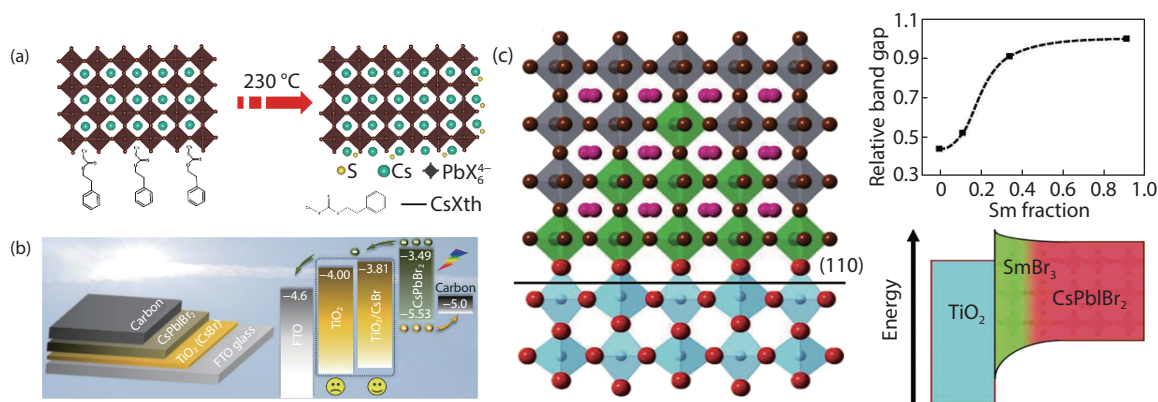 (a)
230 °C
S
Cs
PbX₆⁴⁻
CsXth
(b)
Carbon
CsPbIBr₂
TiO₂ (CsBr)
FTO glass
−4.6
FTO
−4.00
TiO₂
−3.81
TiO₂/CsBr
−3.49
CsPbBr₂
−5.53
Carbon
−5.0
(c)
(110)
1.1
0.9
0.7
0.5
0.3
Relative band gap
0
0.2
0.4
0.6
0.8
1.0
Sm fraction
Energy
TiO₂
SmBr₃
CsPbIBr₂